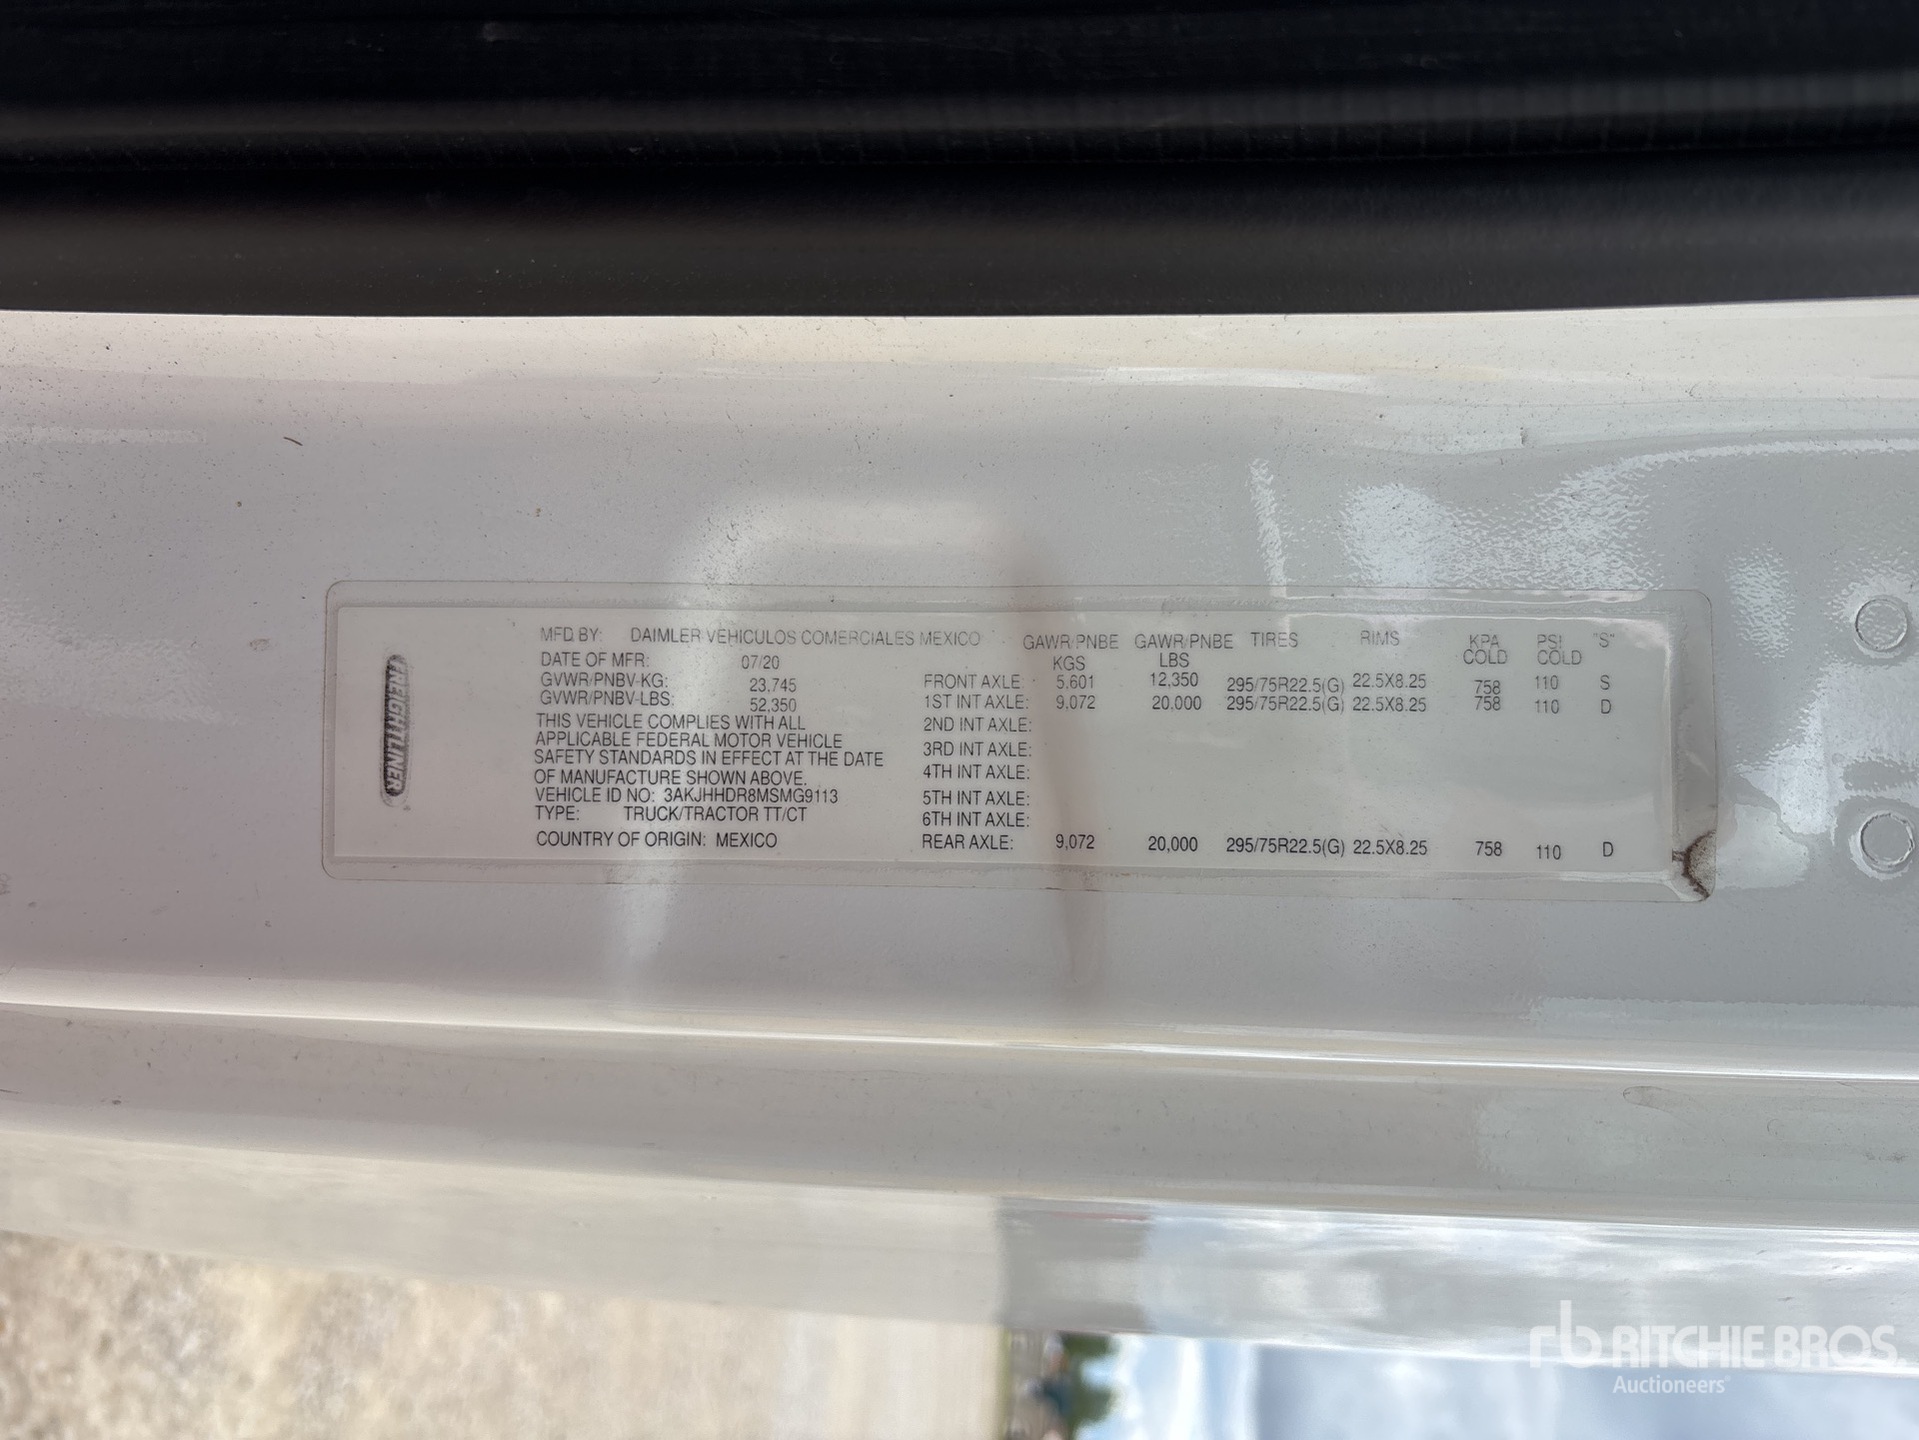 FREIGHTLINER
MFD BY: DAIMLER VEHICULOS COMERCIALES MEXICO
DATE OF MFR: 07/20
GVWR/PNBV-KG: 23,745
GVWR/PNBV-LBS: 52,350
THIS VEHICLE COMPLIES WITH ALL
APPLICABLE FEDERAL MOTOR VEHICLE
SAFETY STANDARDS IN EFFECT AT THE DATE
OF MANUFACTURE SHOWN ABOVE.
VEHICLE ID NO: 3AKJHHDR8MSMG9113
TYPE: TRUCK/TRACTOR TT/CT
COUNTRY OF ORIGIN: MEXICO
GAWR/PNBE GAWR/PNBE TIRES RIMS KPA PSI "S"
KGS LBS COLD COLD
FRONT AXLE: 5,601 12,350 295/75R22.5(G) 22.5X8.25 758 110 S
1ST INT AXLE: 9,072 20,000 295/75R22.5(G) 22.5X8.25 758 110 D
2ND INT AXLE:
3RD INT AXLE:
4TH INT AXLE:
5TH INT AXLE:
6TH INT AXLE:
REAR AXLE: 9,072 20,000 295/75R22.5(G) 22.5X8.25 758 110 D
rb RITCHIE BROS.
Auctioneers